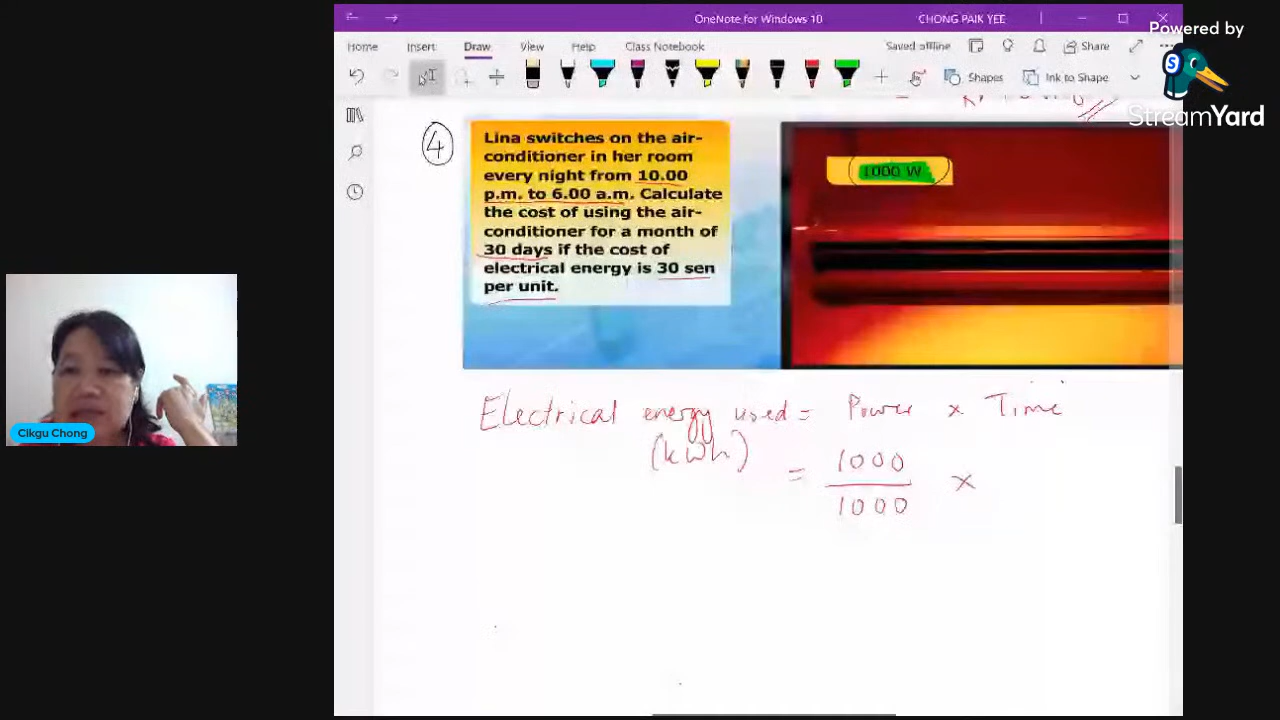 OneNote for Windows 10
CHONG PAIK YEE
Powered by
StreamYard
Home Insert Draw View Help Class Notebook
Saved offline
Share
Shapes
Ink to Shape
4
Lina switches on the air-
conditioner in her room
every night from 10.00
p.m. to 6.00 a.m. Calculate
the cost of using the air-
conditioner for a month of
30 days if the cost of
electrical energy is 30 sen
per unit.
1000 W
Electrical energy used = Power × Time
(kWh)
= 1000 ×
1000
Cikgu Chong